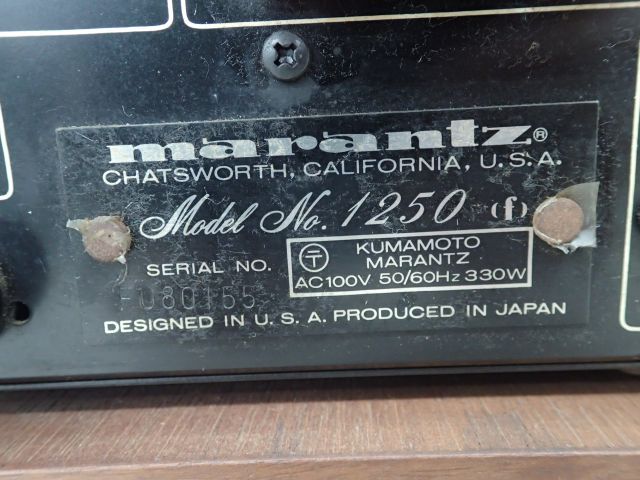 marantz®
CHATSWORTH, CALIFORNIA, U.S.A.
Model No. 1250 (f)
SERIAL NO.
〒 KUMAMOTO
MARANTZ
AC100V 50/60Hz 330W
DESIGNED IN U.S.A. PRODUCED IN JAPAN